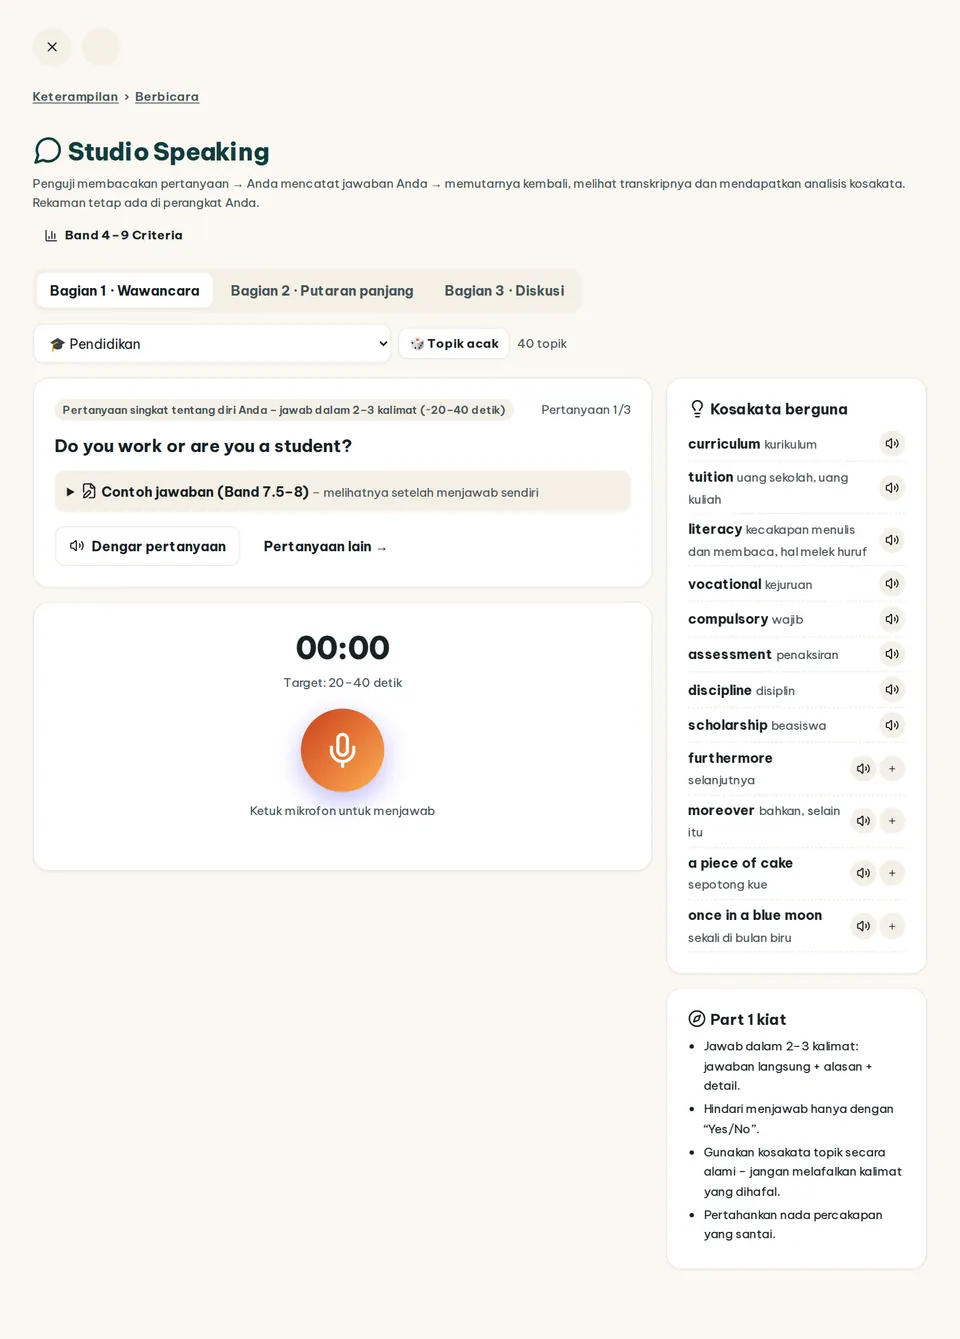 Keterampilan › Berbicara
Studio Speaking
Penguji membacakan pertanyaan → Anda mencatat jawaban Anda → memutarnya kembali, melihat transkripnya dan mendapatkan analisis kosakata.
Rekaman tetap ada di perangkat Anda.
Band 4–9 Criteria
Bagian 1 · Wawancara
Bagian 2 · Putaran panjang
Bagian 3 · Diskusi
🎓 Pendidikan
🎲 Topik acak
40 topik
Pertanyaan singkat tentang diri Anda – jawab dalam 2–3 kalimat (~20–40 detik)
Pertanyaan 1/3
Do you work or are you a student?
▶ Contoh jawaban (Band 7.5–8) – melihatnya setelah menjawab sendiri
Dengar pertanyaan
Pertanyaan lain →
00:00
Target: 20–40 detik
Ketuk mikrofon untuk menjawab
Kosakata berguna
curriculum kurikulum
tuition uang sekolah, uang
kuliah
literacy kecakapan menulis
dan membaca, hal melek huruf
vocational kejuruan
compulsory wajib
assessment penaksiran
discipline disiplin
scholarship beasiswa
furthermore
selanjutnya
+
moreover bahkan, selain
itu
+
a piece of cake
sepotong kue
+
once in a blue moon
sekali di bulan biru
+
Part 1 kiat
• Jawab dalam 2–3 kalimat:
jawaban langsung + alasan +
detail.
• Hindari menjawab hanya dengan
“Yes/No”.
• Gunakan kosakata topik secara
alami – jangan melafalkan kalimat
yang dihafal.
• Pertahankan nada percakapan
yang santai.